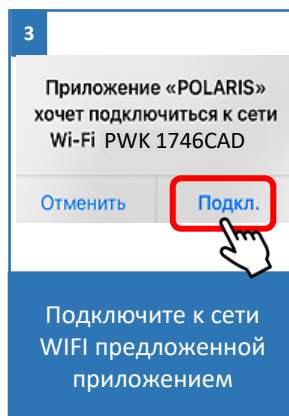 3
Приложение «POLARIS»
хочет подключиться к сети
Wi-Fi PWK 1746CAD
Отменить Подкл.
Подключите к сети
WIFI предложенной
приложением